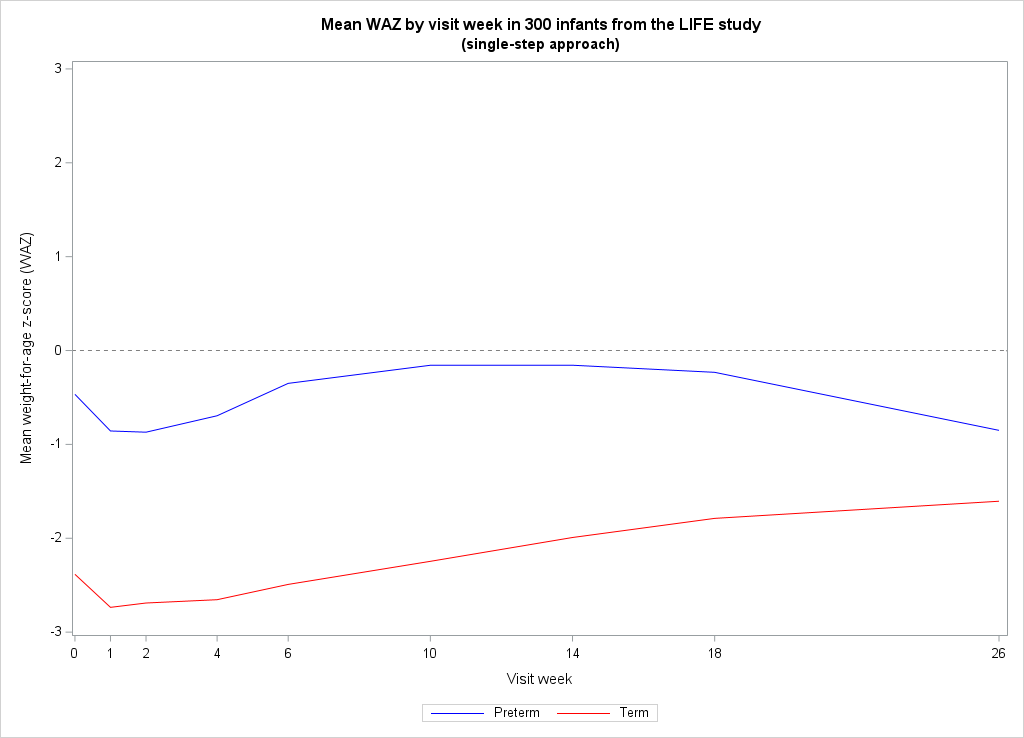 Mean WAZ by visit week in 300 infants from the LIFE study
(single-step approach)
Mean weight-for-age z-score (WAZ)
3
2
1
0
-1
-2
-3
0 1 2 4 6 10 14 18 26
Visit week
Preterm Term